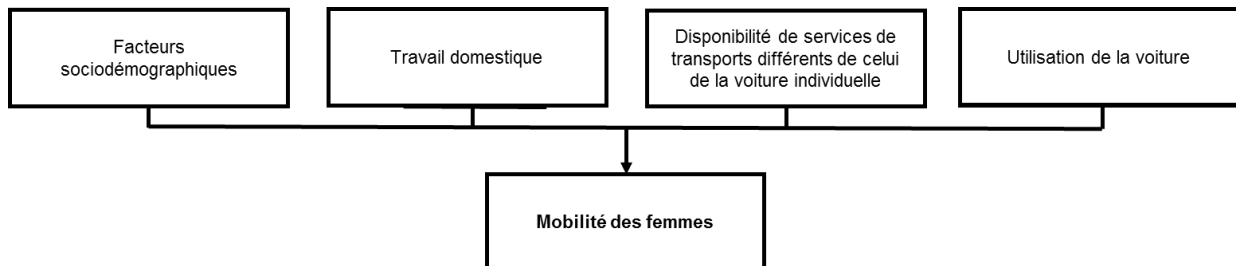 Facteurs
sociodémographiques
Travail domestique
Disponibilité de services de
transports différents de celui
de la voiture individuelle
Utilisation de la voiture
Mobilité des femmes